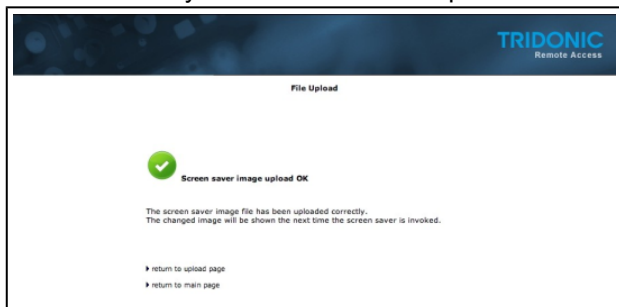 TRIDONIC
Remote Access
File Upload
Screen saver image upload OK
The screen saver image file has been uploaded correctly.
The changed image will be shown the next time the screen saver is invoked.
return to upload page
return to main page